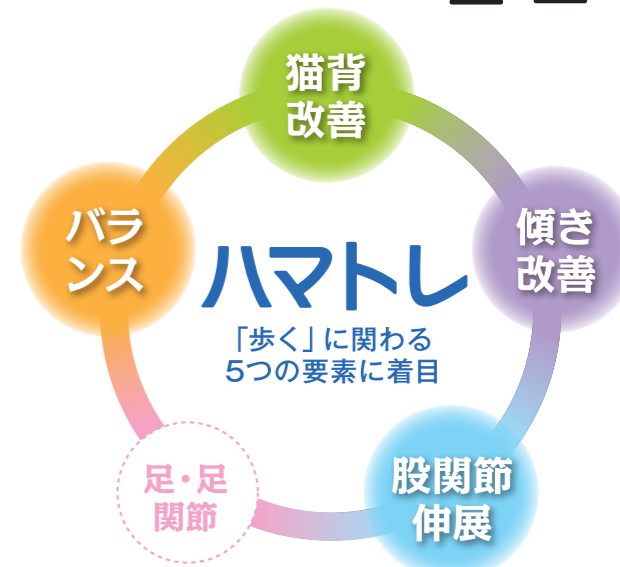 猫背
改善
バラ
ンス
傾き
改善
ハマトレ
「歩く」に関わる
5つの要素に着目
足・足
関節
股関節
伸展